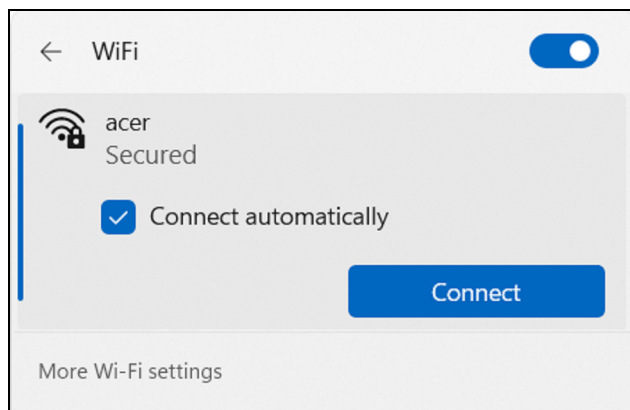 WiFi
acer
Secured
Connect automatically
Connect
More Wi-Fi settings